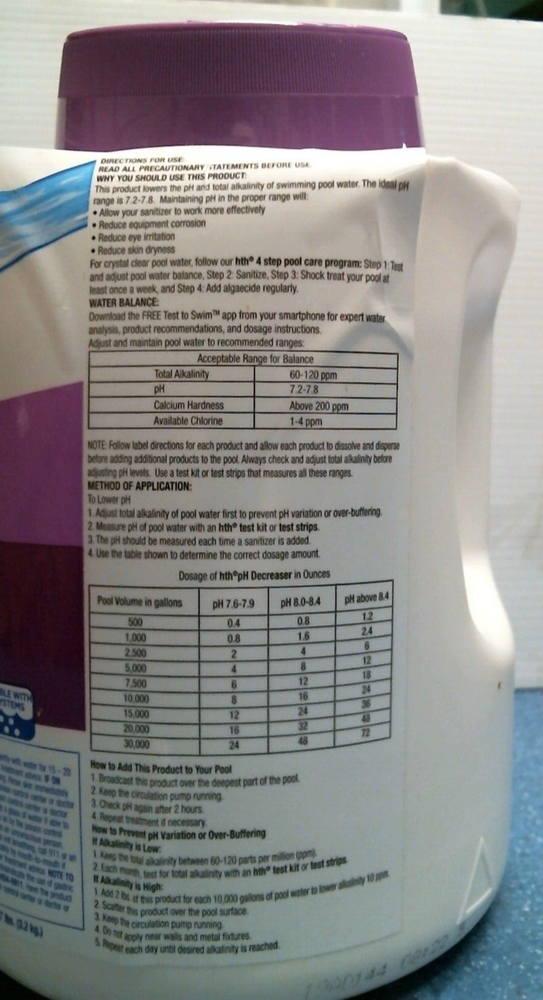 DIRECTIONS FOR USE:
READ ALL PRECAUTIONARY STATEMENTS BEFORE USE.
WHY YOU SHOULD USE THIS PRODUCT:
This product lowers the pH and total alkalinity of swimming pool water. The ideal pH
range is 7.2-7.8. Maintaining pH in the proper range will:
• Allow your sanitizer to work more effectively
• Reduce equipment corrosion
• Reduce eye irritation
• Reduce skin dryness
For crystal clear pool water, follow our hth® 4 step pool care program: Step 1: Test
and adjust pool water balance, Step 2: Sanitize, Step 3: Shock treat your pool at
least once a week, and Step 4: Add algaecide regularly.
WATER BALANCE:
Download the FREE Test to Swim™ app from your smartphone for expert water
analysis, product recommendations, and dosage instructions.
Adjust and maintain pool water to recommended ranges:
Acceptable Range for Balance
Total Alkalinity 60-120 ppm
pH 7.2-7.8
Calcium Hardness Above 200 ppm
Available Chlorine 1-4 ppm
NOTE: Follow label directions for each product and allow each product to dissolve and disperse
before adding additional products to the pool. Always check and adjust total alkalinity before
adjusting pH levels. Use a test kit or test strips that measures all these ranges.
METHOD OF APPLICATION:
To Lower pH
1. Adjust total alkalinity of pool water first to prevent pH variation or over-buffering.
2. Measure pH of pool water with an hth® test kit or test strips.
3. The pH should be measured each time a sanitizer is added.
4. Use the table shown to determine the correct dosage amount.
Dosage of hth® pH Decreaser in Ounces
Pool Volume in gallons pH 7.6-7.9 pH 8.0-8.4 pH above 8.4
500 0.4 0.8 1.2
1,000 0.8 1.6 2.4
2,500 2 4 6
5,000 4 8 12
7,500 6 12 18
10,000 8 16 24
15,000 12 24 36
20,000 16 32 48
30,000 24 48 72
How to Add This Product to Your Pool
1. Broadcast this product over the deepest part of the pool.
2. Keep the circulation pump running.
3. Check pH again after 2 hours.
4. Repeat treatment if necessary.
How to Prevent pH Variation or Over-Buffering
If Alkalinity is Low:
1. Keep the total alkalinity between 60-120 parts per million (ppm).
2. Each month, test for total alkalinity with an hth® test kit or test strips.
If Alkalinity is High:
1. Add 2 lbs. of this product for each 10,000 gallons of pool water to lower alkalinity 10 ppm.
2. Scatter this product over the pool surface.
3. Keep the circulation pump running.
4. Do not apply near walls and metal fixtures.
5. Repeat each day until desired alkalinity is reached.
BLE WITH
STEMS
lbs. (3.2 kg)